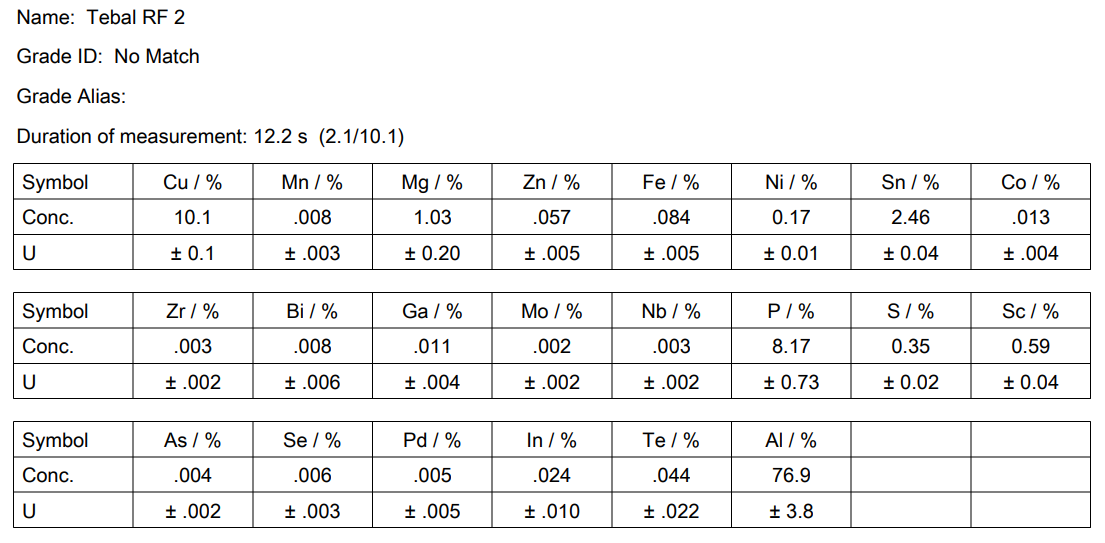 Name: Tebal RF 2
Grade ID: No Match
Grade Alias:
Duration of measurement: 12.2 s (2.1/10.1)
Symbol Cu / % Mn / % Mg / % Zn / % Fe / % Ni / % Sn / % Co / %
Conc. 10.1 .008 1.03 .057 .084 0.17 2.46 .013
U ± 0.1 ± .003 ± 0.20 ± .005 ± .005 ± 0.01 ± 0.04 ± .004
Symbol Zr / % Bi / % Ga / % Mo / % Nb / % P / % S / % Sc / %
Conc. .003 .008 .011 .002 .003 8.17 0.35 0.59
U ± .002 ± .006 ± .004 ± .002 ± .002 ± 0.73 ± 0.02 ± 0.04
Symbol As / % Se / % Pd / % In / % Te / % Al / %
Conc. .004 .006 .005 .024 .044 76.9
U ± .002 ± .003 ± .005 ± .010 ± .022 ± 3.8